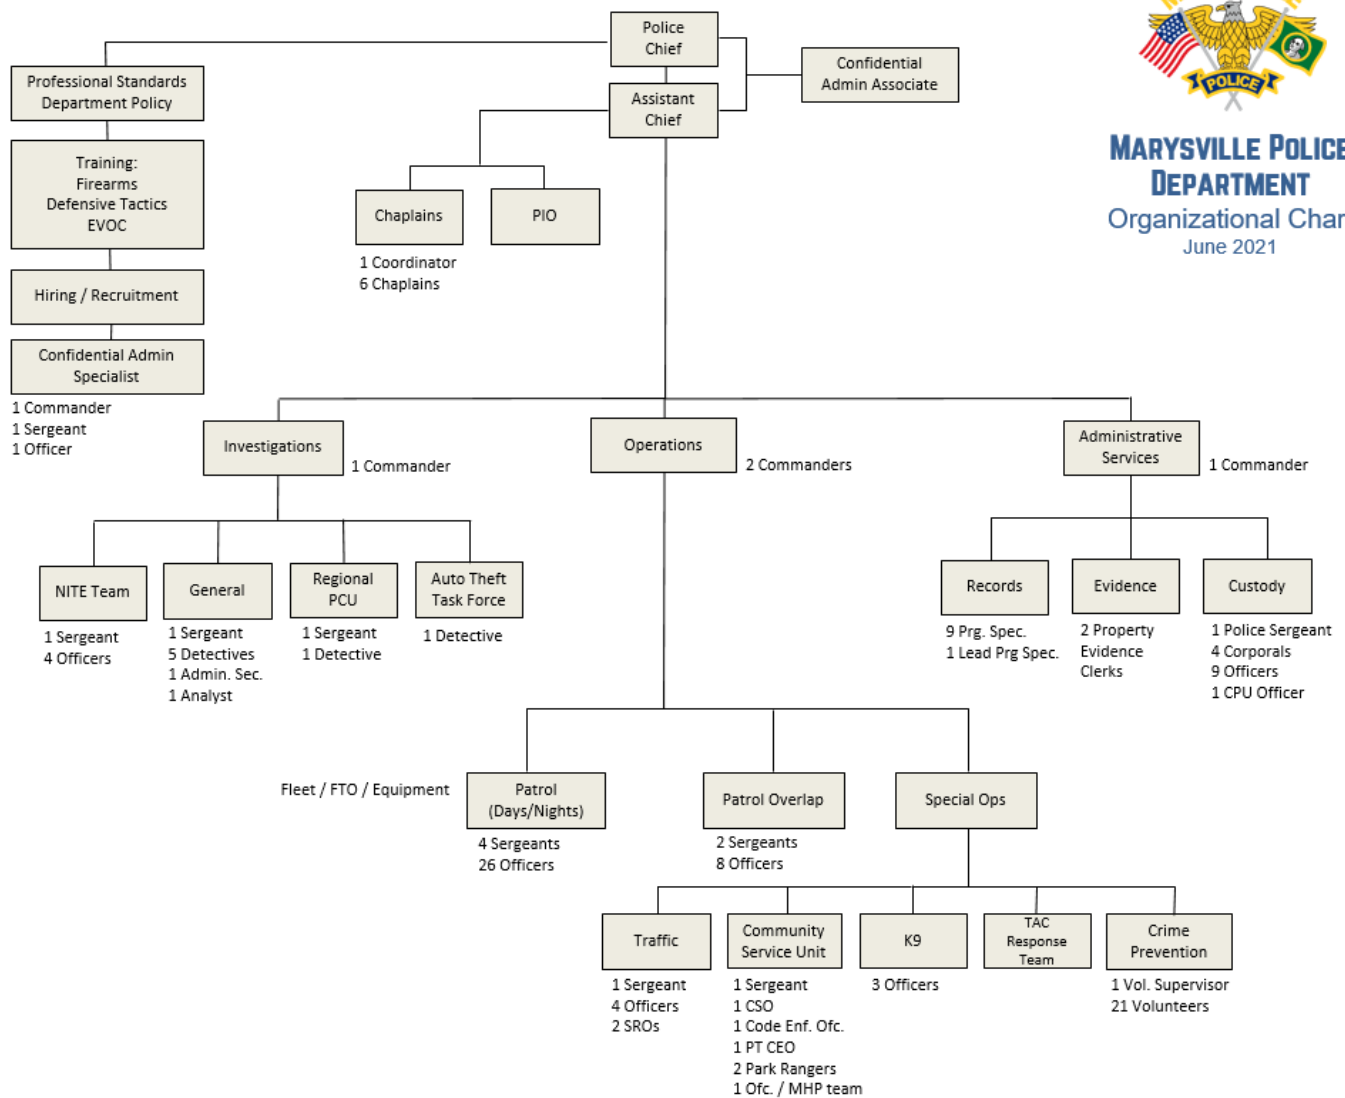 Police
Chief
Confidential
Admin Associate
Assistant
Chief
Professional Standards
Department Policy
Training:
Firearms
Defensive Tactics
EVOC
Hiring / Recruitment
Confidential Admin
Specialist
1 Commander
1 Sergeant
1 Officer
Chaplains
1 Coordinator
6 Chaplains
PIO
POLICE
MARYSVILLE POLICE
DEPARTMENT
Organizational Char
June 2021
Investigations
1 Commander
Operations
2 Commanders
Administrative
Services
1 Commander
NITE Team
1 Sergeant
4 Officers
General
1 Sergeant
5 Detectives
1 Admin. Sec.
1 Analyst
Regional
PCU
1 Sergeant
1 Detective
Auto Theft
Task Force
1 Detective
Records
9 Prg. Spec.
1 Lead Prg Spec.
Evidence
2 Property
Evidence
Clerks
Custody
1 Police Sergeant
4 Corporals
9 Officers
1 CPU Officer
Fleet / FTO / Equipment
Patrol
(Days/Nights)
4 Sergeants
26 Officers
Patrol Overlap
2 Sergeants
8 Officers
Special Ops
Traffic
1 Sergeant
4 Officers
2 SROs
Community
Service Unit
1 Sergeant
1 CSO
1 Code Enf. Ofc.
1 PT CEO
2 Park Rangers
1 Ofc. / MHP team
K9
3 Officers
TAC
Response
Team
Crime
Prevention
1 Vol. Supervisor
21 Volunteers